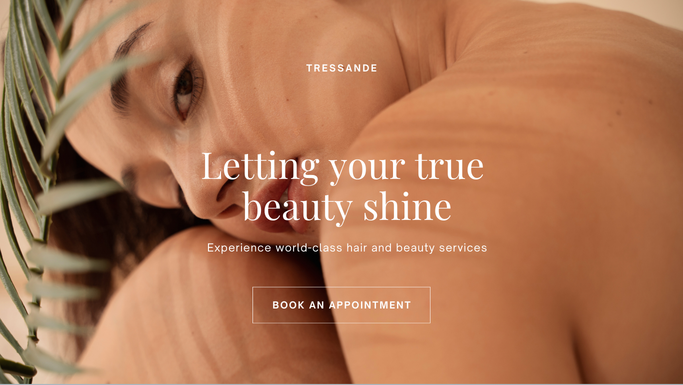 TRESSANDE
Letting your true
beauty shine
Experience world-class hair and beauty services
BOOK AN APPOINTMENT